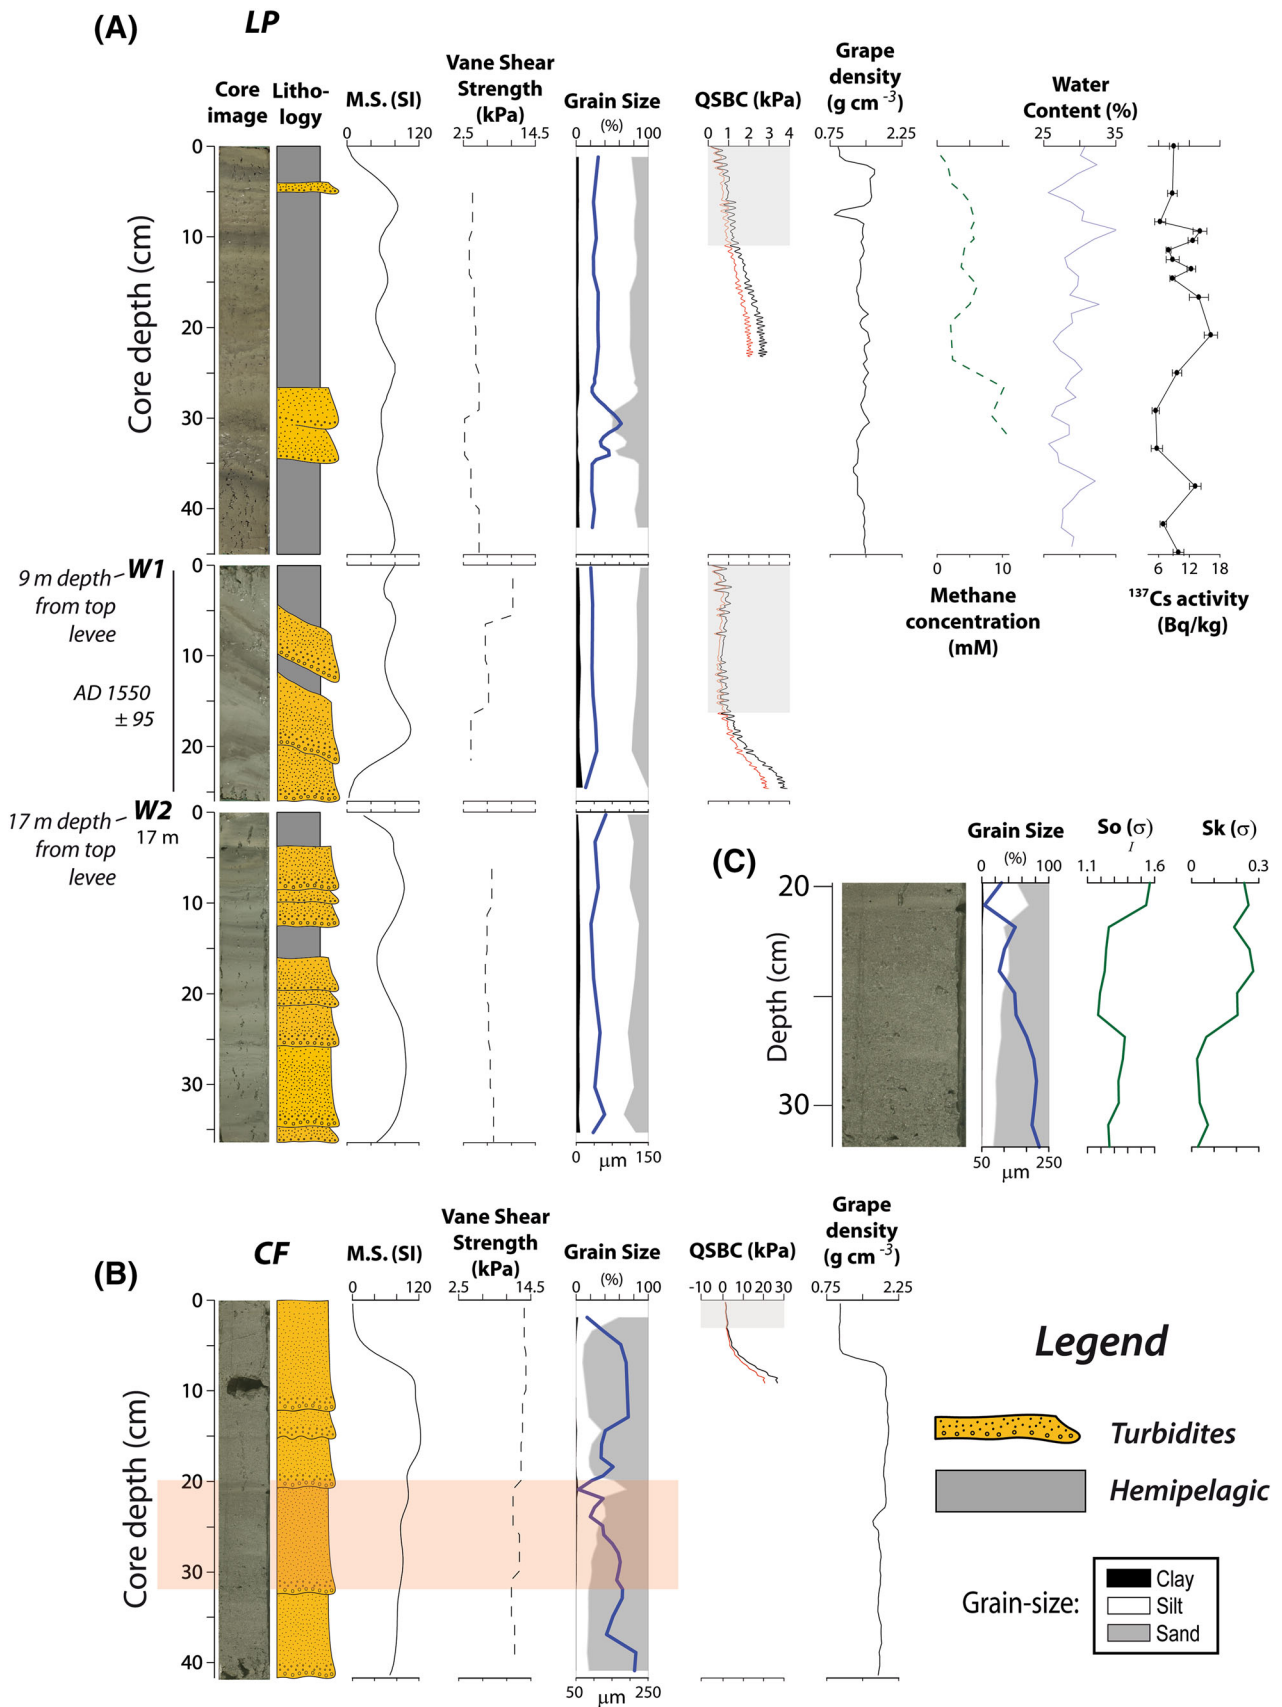 (A) LP
Core image
Litho-logy
M.S. (SI)
0 120
Vane Shear Strength (kPa)
2.5 14.5
Grain Size
(%)
0 100
QSBC (kPa)
0 1 2 3 4
Grape density (g cm -3)
0.75 2.25
Water Content (%)
25 35
Core depth (cm)
0
10
20
30
40
0 10
Methane concentration (mM)
6 12 18
137Cs activity (Bq/kg)
W1
9 m depth from top levee
AD 1550 ± 95
0
10
20
W2
17 m
17 m depth from top levee
0
10
20
30
0 150
µm
(C)
Grain Size
(%)
0 100
So (σ)
I
1.1 1.6
Sk (σ)
0 0.3
Depth (cm)
20
30
50 250
µm
(B) CF
M.S. (SI)
0 120
Vane Shear Strength (kPa)
2.5 14.5
Grain Size
(%)
0 100
QSBC (kPa)
-10 0 10 20 30
Grape density (g cm -3)
0.75 2.25
Core depth (cm)
0
10
20
30
40
50 250
µm
Legend
Turbidites
Hemipelagic
Grain-size:
Clay
Silt
Sand